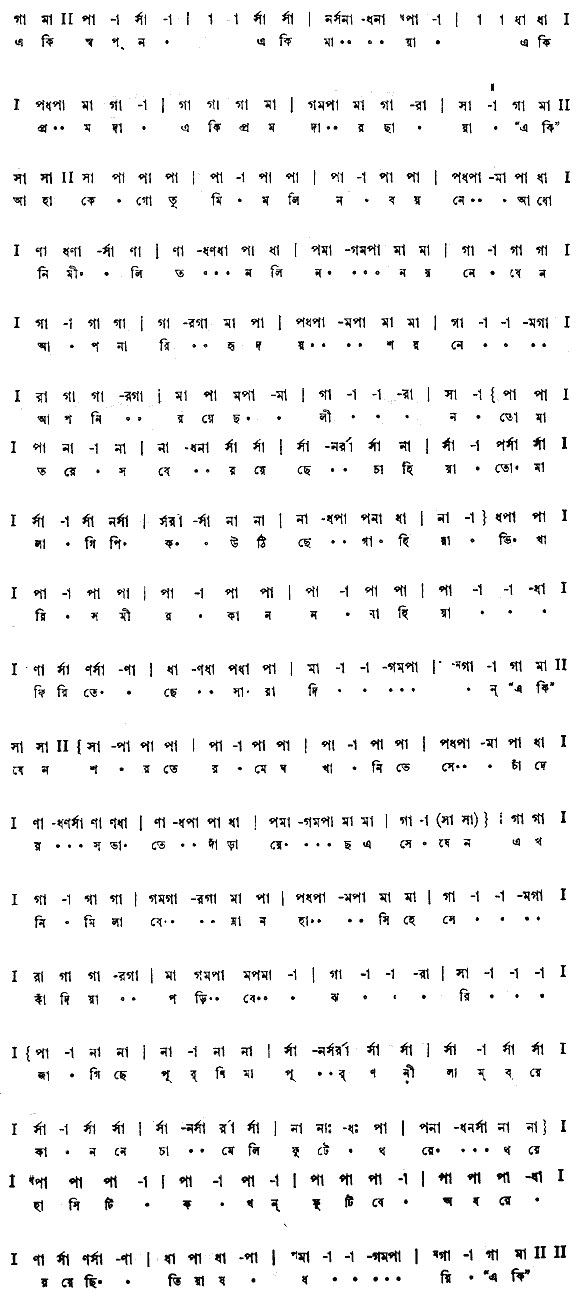 গা মা II পা -া র্সা -া | া া র্সা র্সা | নর্সনা -ধনা ধপা -া | া া ধা ধা I
এ কি স্ব প্ ন • এ কি মা •• •• য়া • এ কি
I পধপা মা গা -া | গা গা গা মা | গমপা মা গা -রা | সা -া গা মা II
প্র•• ম দা • এ কি প্র ম দা•• র ছা • য়া • "এ কি"
সা সা II সা পা পা পা | পা -া পা পা | পা -া পা পা | পধপা -মা পা ধা I
আ হা কে • গো তু মি • ম লি ন • ব য় নে•• • আ ধো
I ণা ধণা -র্সা ণা | ণা -ধণধা পা ধা | পমা -গমপা মা মা | গা -া গা গা I
নি মী• • লি ত ••• ন লি ন• ••• ন য় নে • যে ন
I গা -া গা গা | গা -রগা মা পা | পধপা -মপা মা মা | গা -া -া -মগা I
আ • প না রি •• হৃ দ য়•• •• শ য় নে • • ••
I রা গা গা -রগা | মা পা মপা -মা | গা -া -া -রা | সা -া { পা পা I
আ প নি •• র য়ে ছ• • লী • • • ন • তো মা
I পা না -া না | না -ধনা র্সা র্সা | র্সা -নর্রা র্সা না | র্সা -া পর্সা র্সা I
ত রে • স বে •• র য়ে ছে •• চা হি য়া • তো• মা
I র্সা -া র্সা নর্সা | র্সর্রা -র্সা না না | না -ধপা পনা ধা | না -া } ধপা পা I
লা • গি পি• ক• • উ ঠি ছে •• গা• হি য়া • ভি• খা
I পা -া পা পা | পা -া পা পা | পা -া পা পা | পা -া -া -ধা I
রি • স মী র • কা ন ন • বা হি য়া • • •
I ণা র্সা ণর্সা -ণা | ধা -ণধা পধপা পা | মা -া -া -গমপা | মগা -া গা মা II
ফি রি তে• • ছে •• সা•• রা দি • • ••• • ন্ "এ কি"
সা সা II {সা -পা পা পা | পা -া পা পা | পা -া পা পা | পধপা -মা পা ধা I
যে ন শ • র তে র • মে ঘ খা • নি তে সে•• • চাঁ দে
I ণা -ধণর্সা ণা ণধা | ণা -ধপা পা ধা | পমা -গমপা মা মা | গা -া (সা সা) } গা গা I
র ••• স ভা• তে •• দাঁ ড়া য়ে• ••• ছ এ সে • যে ন এ খ
I গা -া গা গা | গমগা -রগা মা পা | পধপা -মপা মা মা | গা -া -া -মগা I
নি • মি লা বে•• •• ম্লা ন হা•• •• সি হে সে • • ••
I রা গা গা -রগা | মা গমপা মপমা -া | গা -া -া -রা | সা -া -া -া I
কাঁ দি য়া •• প ড়ি•• বে•• • ঝ • • • রি • • •
I {পা -া না না | না -া না না | র্সা -নর্সর্রা র্সা র্সা | র্সা -া র্সা র্সা I
জা • গি ছে পূ র্ ণি মা পূ ••র্ ণ নী লা ম্ ব রে
I র্সা -া র্সা র্সা | র্সা -নর্সা র্রা র্সা | না নাঃ -ধঃ পা | পনা -ধনর্সা না না} I
কা • ন নে চা •• মে লি ফু টে • থ রে• ••• থ রে
I ধপা পা পা -া | পা -া পা -া | পা পা পা -া | পা পা পা -ধা I
হা সি টি • ক • খ ন্ ফু টি বে • অ ধ রে •
I ণা র্সা ণর্সা -ণা | ধা পা ধা -পা | পমা -া -া -গমপা | মগা -া গা মা II II
র য়ে ছি• • তি য়া ষ • ধ • • ••• রি • "এ কি"